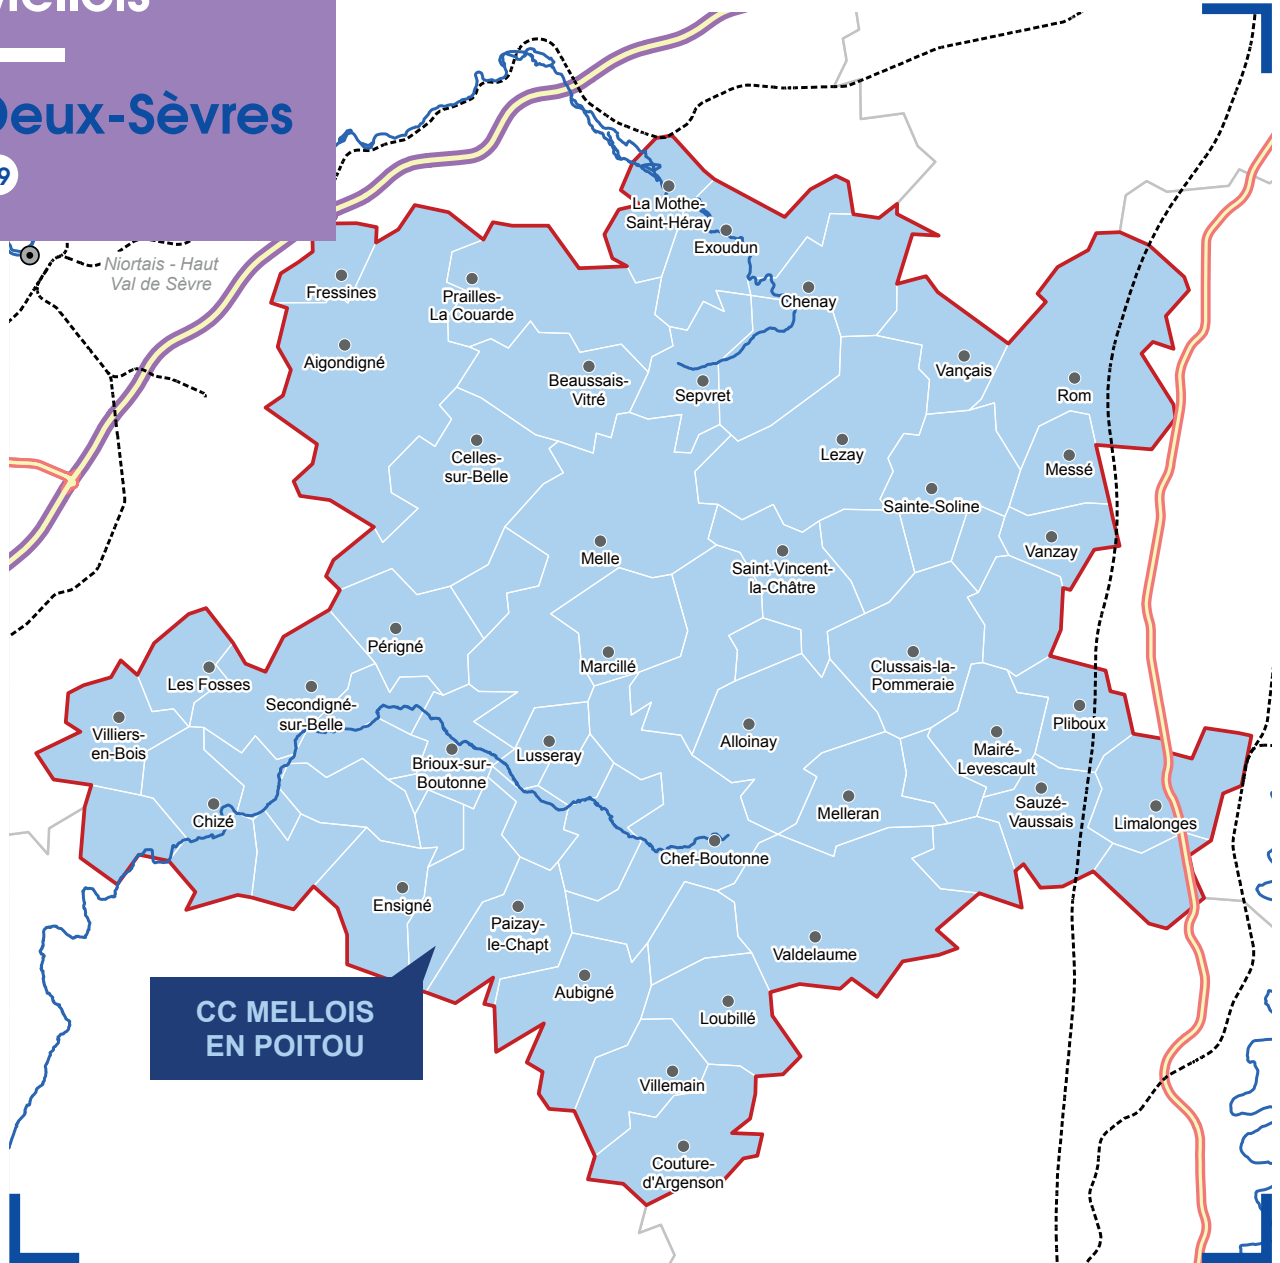 Mellois
Deux-Sèvres
9
Niortais - Haut
Val de Sèvre
La Mothe-
Saint-Héray
Exoudun
Fressines
Prailles-
La Couarde
Chenay
Aigondigné
Beaussais-
Vitré
Sepvret
Vançais
Rom
Celles-
sur-Belle
Lezay
Messé
Sainte-Soline
Melle
Saint-Vincent-
la-Châtre
Vanzay
Périgné
Marcillé
Clussais-la-
Pommeraie
Les Fosses
Secondigné-
sur-Belle
Villiers-
en-Bois
Brioux-sur-
Boutonne
Lusseray
Alloinay
Pliboux
Mairé-
Levescault
Chizé
Melleran
Sauzé-
Vaussais
Limalonges
Chef-Boutonne
Ensigné
Paizay-
le-Chapt
Valdelaume
Aubigné
Loubillé
CC MELLOIS
EN POITOU
Villemain
Couture-
d'Argenson